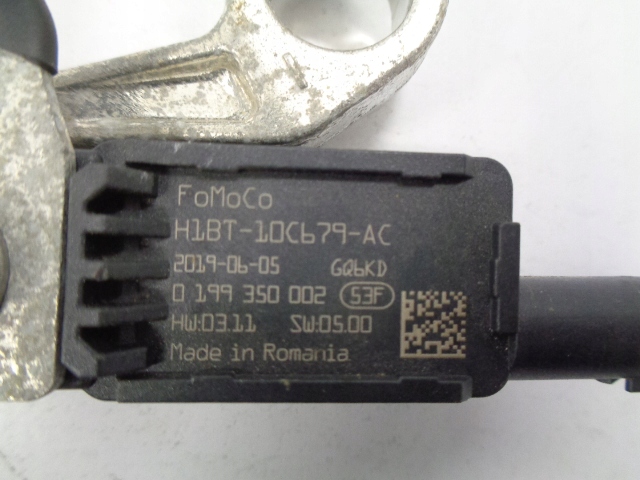 FoMoCo
H1BT-10C679-AC
2019-06-05 GQ6KD
0 199 350 002 53F
HW:03.11 SW:05.00
Made in Romania